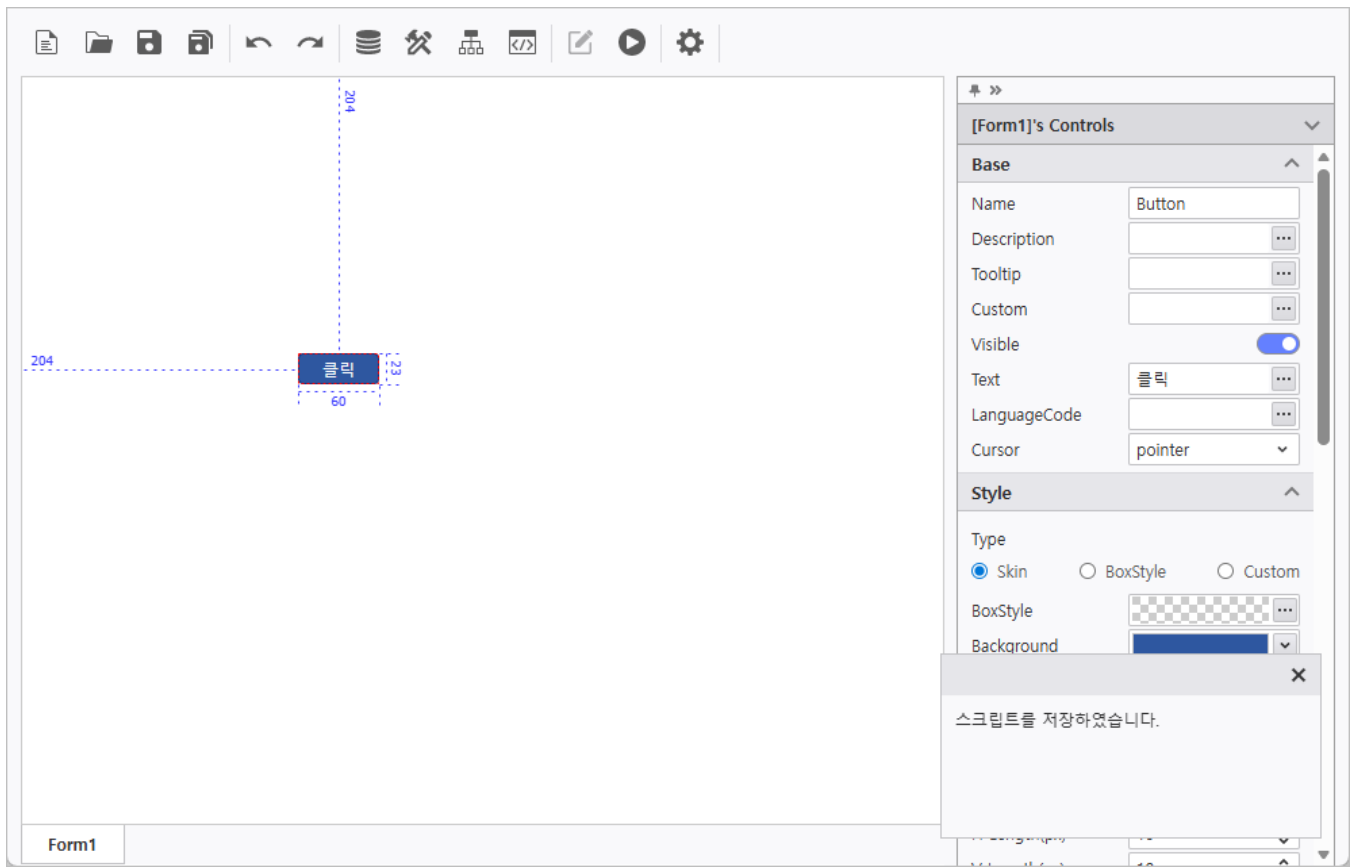 204
[Form1]'s Controls
Base
Name Button
Description
Tooltip
Custom
Visible
204
클릭
23
60
Text 클릭
LanguageCode
Cursor pointer
Style
Type
Skin BoxStyle Custom
BoxStyle
Background
스크립트를 저장하였습니다.
Form1